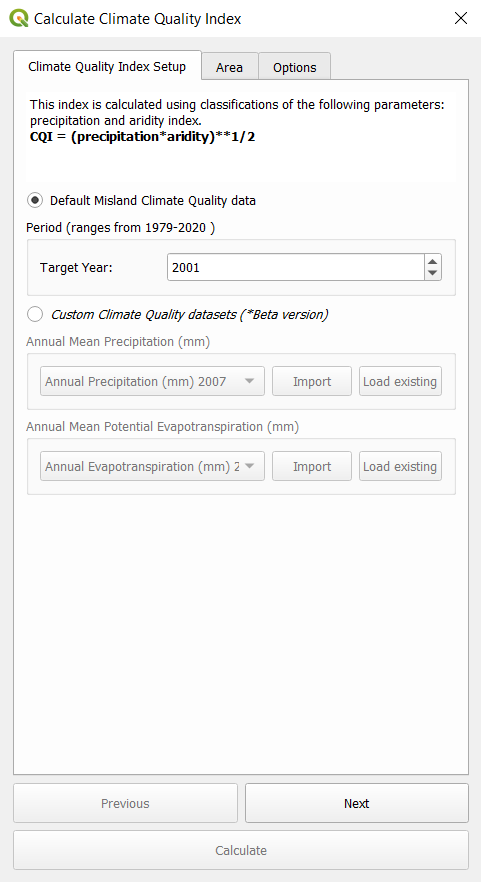 Calculate Climate Quality Index
Climate Quality Index Setup
Area
Options
This index is calculated using classifications of the following parameters:
precipitation and aridity index.
CQI = (precipitation*aridity)**1/2
Default Misland Climate Quality data
Period (ranges from 1979-2020 )
Target Year:
2001
Custom Climate Quality datasets (*Beta version)
Annual Mean Precipitation (mm)
Annual Precipitation (mm) 2007
Import
Load existing
Annual Mean Potential Evapotranspiration (mm)
Annual Evapotranspiration (mm) 2
Import
Load existing
Previous
Next
Calculate